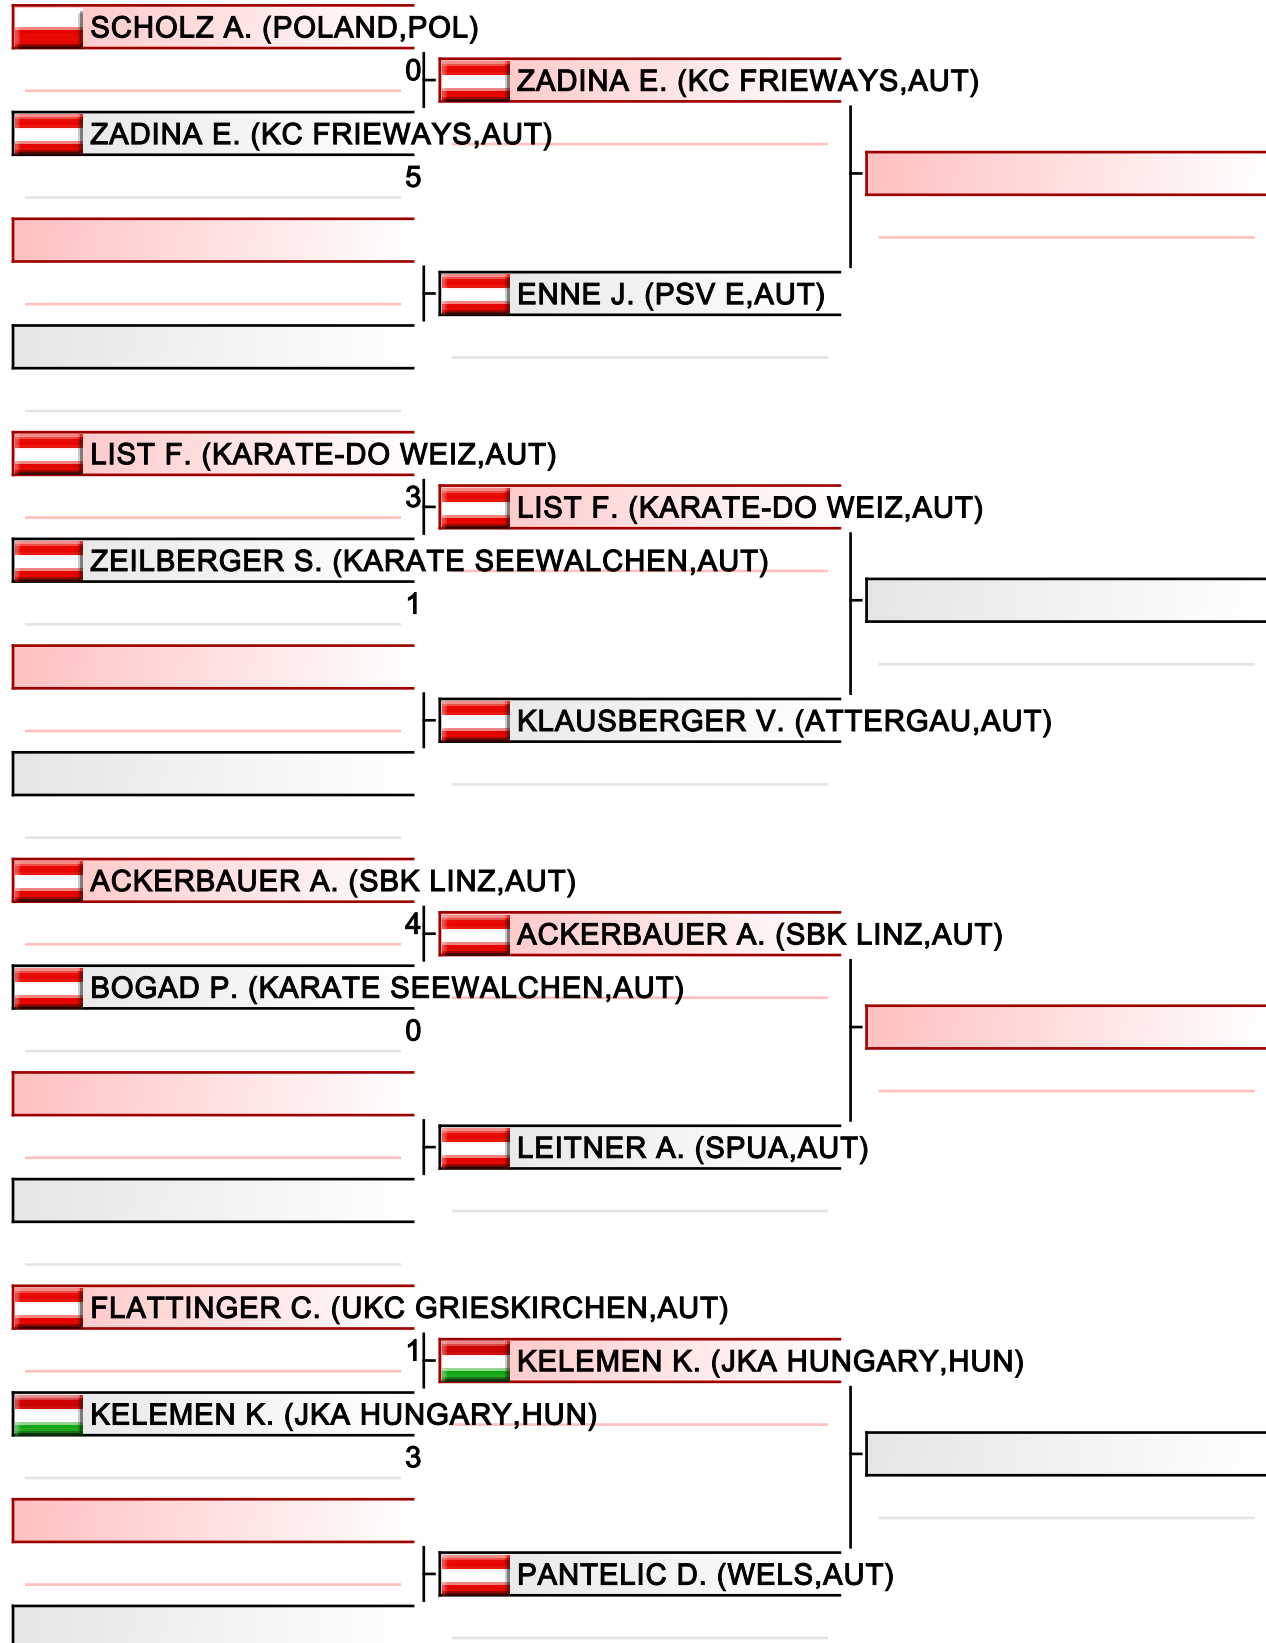 SCHOLZ A. (POLAND,POL)
0
ZADINA E. (KC FRIEWAYS,AUT)
ZADINA E. (KC FRIEWAYS,AUT)
5
ENNE J. (PSV E,AUT)
LIST F. (KARATE-DO WEIZ,AUT)
3
LIST F. (KARATE-DO WEIZ,AUT)
ZEILBERGER S. (KARATE SEEWALCHEN,AUT)
1
KLAUSBERGER V. (ATTERGAU,AUT)
ACKERBAUER A. (SBK LINZ,AUT)
4
ACKERBAUER A. (SBK LINZ,AUT)
BOGAD P. (KARATE SEEWALCHEN,AUT)
0
LEITNER A. (SPUA,AUT)
FLATTINGER C. (UKC GRIESKIRCHEN,AUT)
1
KELEMEN K. (JKA HUNGARY,HUN)
KELEMEN K. (JKA HUNGARY,HUN)
3
PANTELIC D. (WELS,AUT)